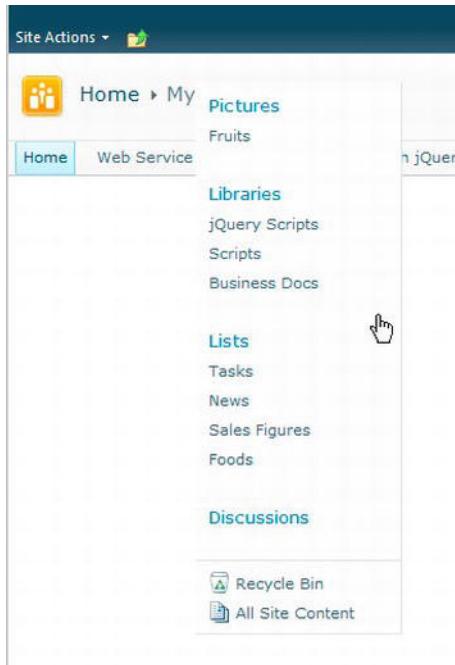 Site Actions
Home › My
Home Web Service n jQuer
Pictures
Fruits
Libraries
jQuery Scripts
Scripts
Business Docs
Lists
Tasks
News
Sales Figures
Foods
Discussions
Recycle Bin
All Site Content